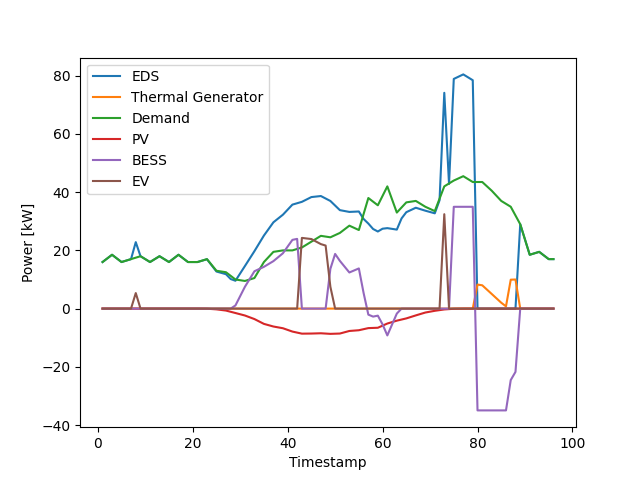 80
60
40
20
0
−20
−40
0
20
40
60
80
100
Power [kW]
Timestamp
EDS
Thermal Generator
Demand
PV
BESS
EV